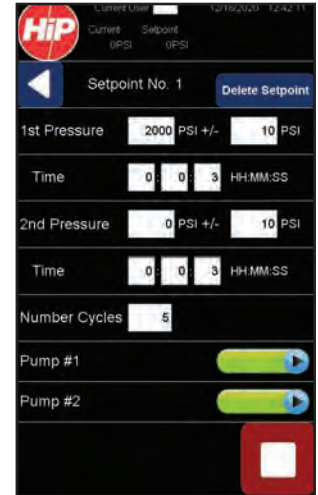 Current User 12/16/2020 12:42:11
HiP
Current Setpoint
0PSI 0PSI
Setpoint No. 1 Delete Setpoint
1st Pressure 2000 PSI +/- 10 PSI
Time 0 : 0 : 3 HH:MM:SS
2nd Pressure 0 PSI +/- 10 PSI
Time 0 : 0 : 3 HH:MM:SS
Number Cycles 5
Pump #1
Pump #2